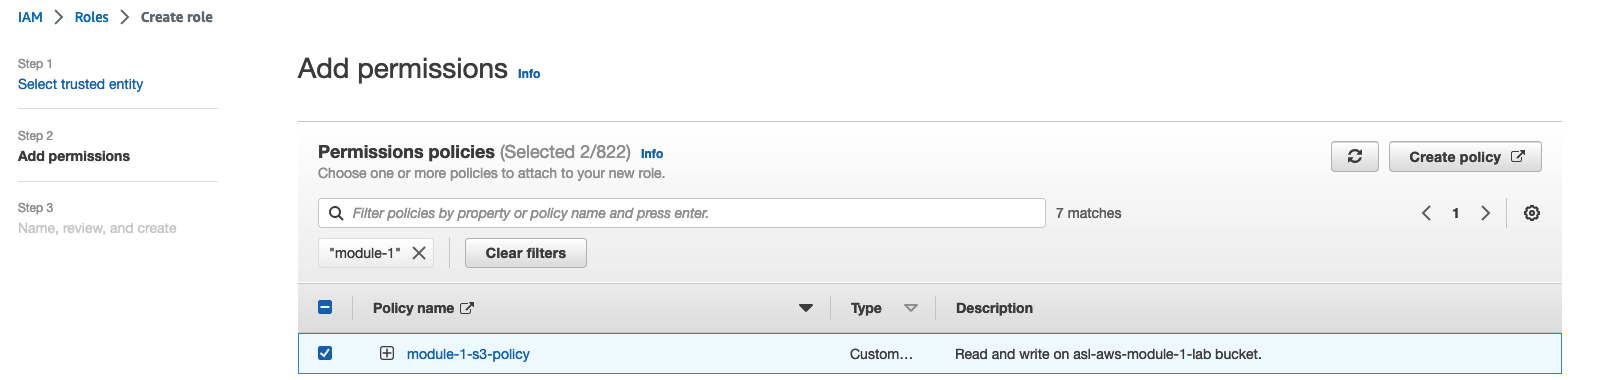 IAM > Roles > Create role
Step 1
Select trusted entity
Step 2
Add permissions
Step 3
Name, review, and create
Add permissions Info
Permissions policies (Selected 2/822) Info
Choose one or more policies to attach to your new role.
Create policy
Filter policies by property or policy name and press enter.
7 matches
1
"module-1"
Clear filters
Policy name Type Description
module-1-s3-policy Custom... Read and write on asl-aws-module-1-lab bucket.